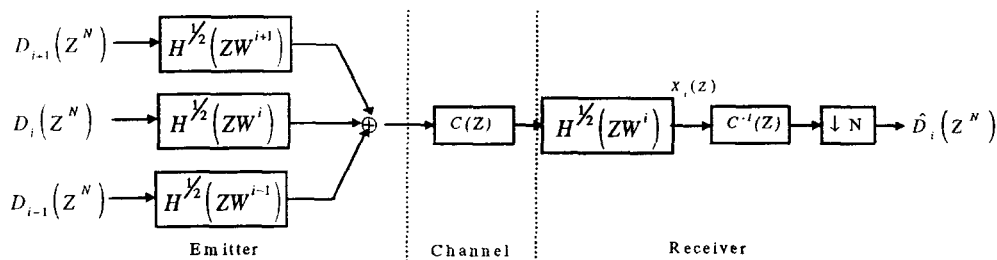 D_{i+1}(Z^N)
H^{1/2}(ZW^{i+1})
D_i(Z^N)
H^{1/2}(ZW^i)
⊕
C(Z)
H^{1/2}(ZW^i)
X_i(Z)
C^{-1}(Z)
↓ N
D̂_i(Z^N)
D_{i-1}(Z^N)
H^{1/2}(ZW^{i-1})
Emitter
Channel
Receiver